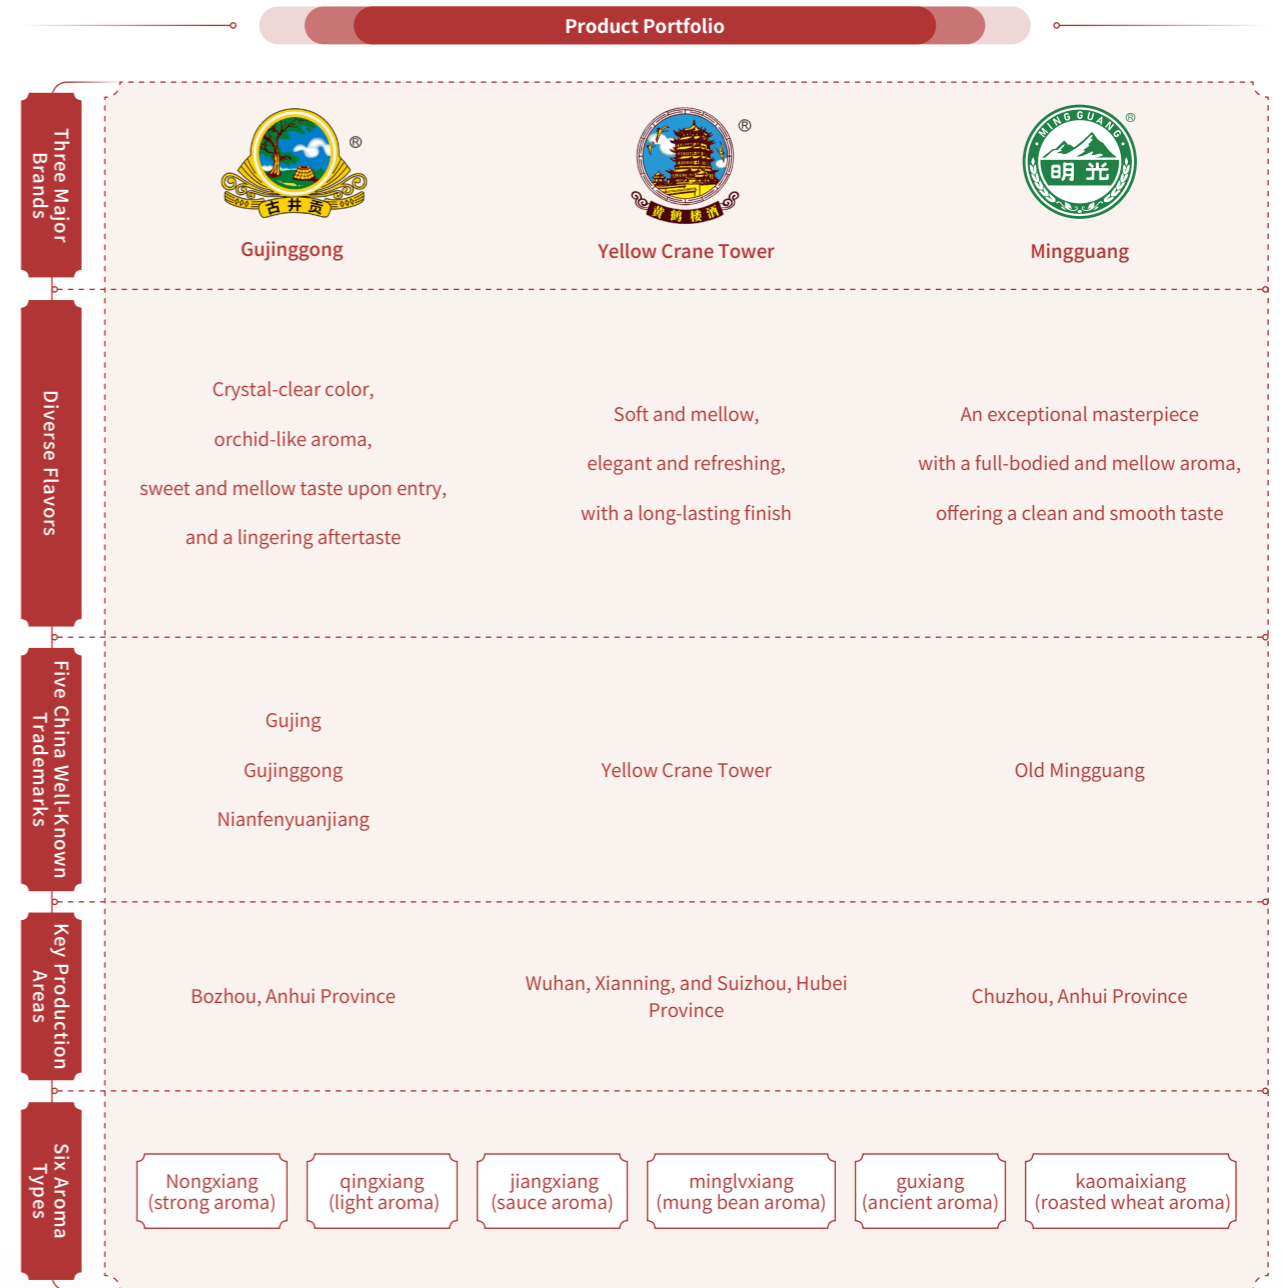 Product Portfolio
Three Major
Brands
古井贡
®
Gujinggong
黄鹤楼酒
®
Yellow Crane Tower
MING GUANG
明光
®
Mingguang
Diverse Flavors
Crystal-clear color,
orchid-like aroma,
sweet and mellow taste upon entry,
and a lingering aftertaste
Soft and mellow,
elegant and refreshing,
with a long-lasting finish
An exceptional masterpiece
with a full-bodied and mellow aroma,
offering a clean and smooth taste
Five China Well-Known
Trademarks
Gujing
Gujinggong
Nianfenyuanjiang
Yellow Crane Tower
Old Mingguang
Key Production
Areas
Bozhou, Anhui Province
Wuhan, Xianning, and Suizhou, Hubei
Province
Chuzhou, Anhui Province
Six Aroma
Types
Nongxiang
(strong aroma)
qingxiang
(light aroma)
jiangxiang
(sauce aroma)
minglvxiang
(mung bean aroma)
guxiang
(ancient aroma)
kaomaixiang
(roasted wheat aroma)